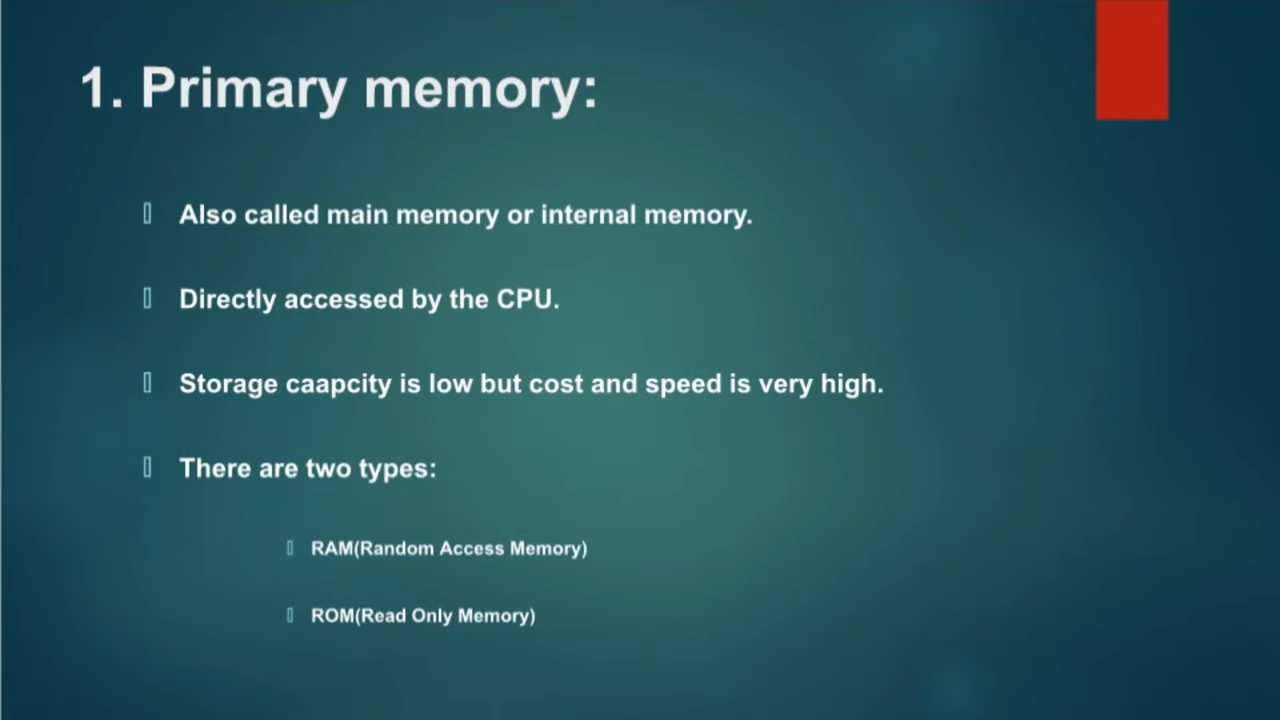 1. Primary memory:
Also called main memory or internal memory.
Directly accessed by the CPU.
Storage caapcity is low but cost and speed is very high.
There are two types:
RAM(Random Access Memory)
ROM(Read Only Memory)